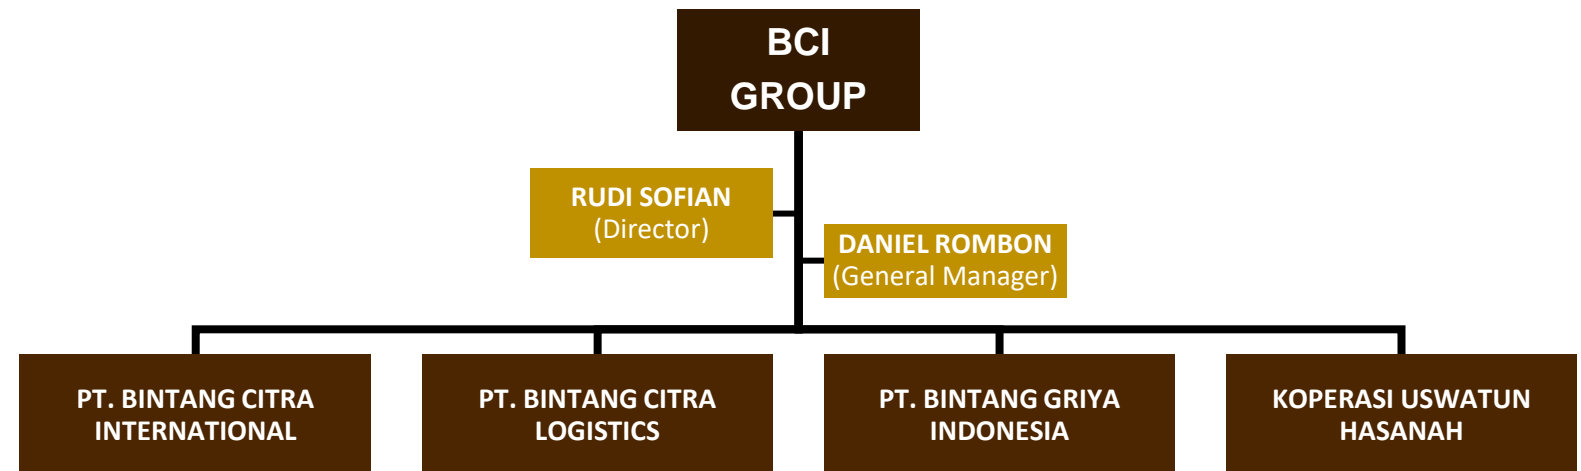 BCI
GROUP
RUDI SOFIAN
(Director)
DANIEL ROMBON
(General Manager)
PT. BINTANG CITRA
INTERNATIONAL
PT. BINTANG CITRA
LOGISTICS
PT. BINTANG GRIYA
INDONESIA
KOPERASI USWATUN
HASANAH